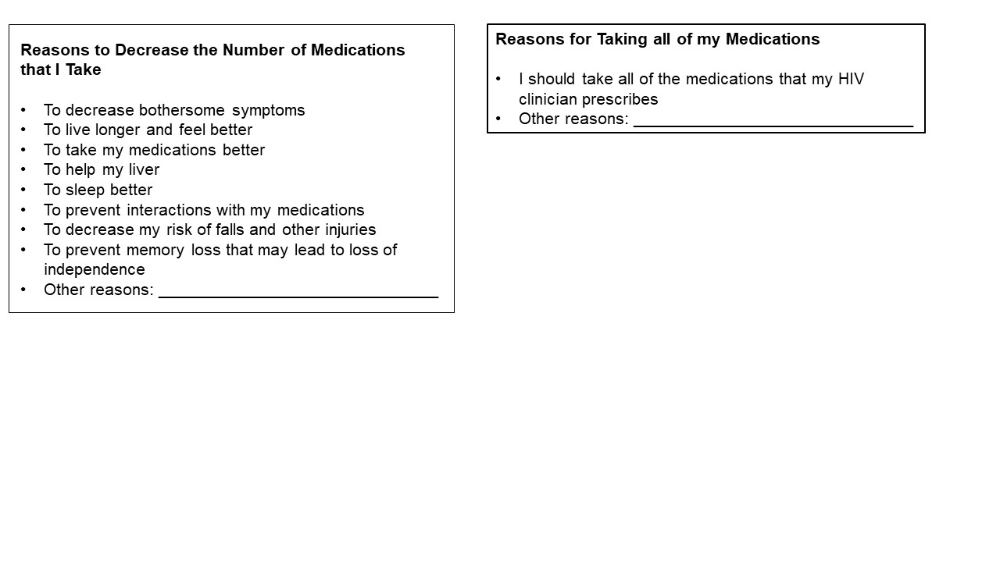 Reasons to Decrease the Number of Medications
that I Take
• To decrease bothersome symptoms
• To live longer and feel better
• To take my medications better
• To help my liver
• To sleep better
• To prevent interactions with my medications
• To decrease my risk of falls and other injuries
• To prevent memory loss that may lead to loss of
independence
• Other reasons: ________________________________
Reasons for Taking all of my Medications
• I should take all of the medications that my HIV
clinician prescribes
• Other reasons: ________________________________